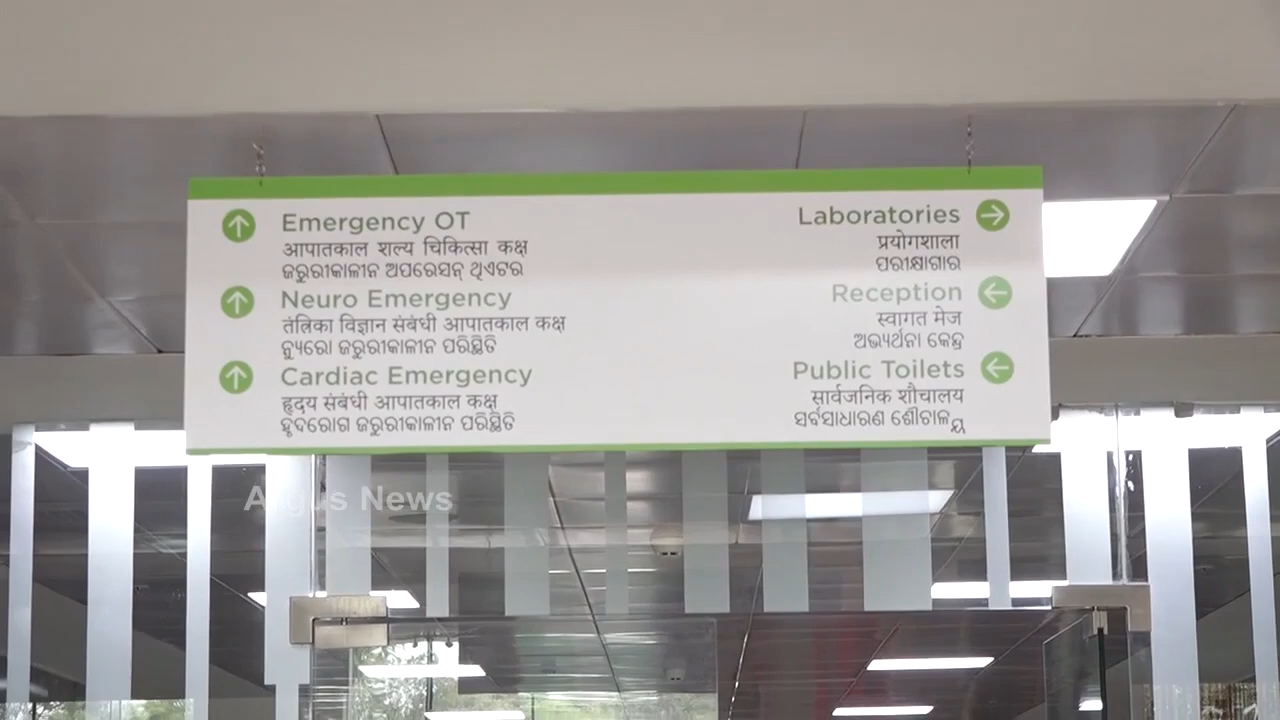 Emergency OT
आपातकाल शल्य चिकित्सा कक्ष
ଜରୁରୀକାଳୀନ ଅପରେସନ୍ ଥିଏଟର
Neuro Emergency
तंत्रिका विज्ञान संबंधी आपातकाल कक्ष
ନ୍ୟୁରୋ ଜରୁରୀକାଳୀନ ପରିସ୍ଥିତି
Cardiac Emergency
हृदय संबंधी आपातकाल कक्ष
ହୃଦରୋଗ ଜରୁରୀକାଳୀନ ପରିସ୍ଥିତି
Laboratories
प्रयोगशाला
ପରୀକ୍ଷାଗାର
Reception
स्वागत मेज
ଅଭ୍ୟର୍ଥନା କେନ୍ଦ୍ର
Public Toilets
सार्वजनिक शौचालय
ସର୍ବସାଧାରଣ ଶୌଚାଳୟ
Argus News